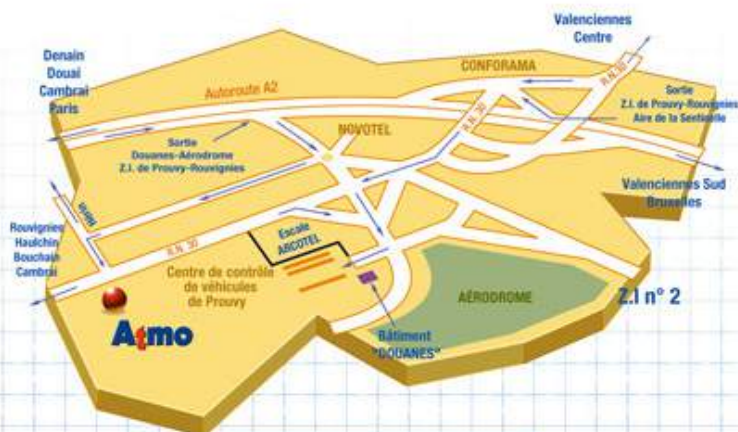 Valenciennes
Centre
Denain
Douai
Cambrai
Paris
CONFORAMA
R.N.30
Autoroute A2
R.N. 30
Sortie
Z.I. de Prouvy-Rouvignies
Aire de la Sentinelle
NOVOTEL
Sortie
Douanes-Aérodrome
Z.I. de Prouvy-Rouvignies
Valenciennes Sud
Bruxelles
Rouvignies
Haulchin
Bouchain
Cambrai
R.N. 30
Escale
ARCOTEL
Centre de contrôle
de véhicules
de Prouvy
AÉRODROME
Z.I n° 2
Atmo
Bâtiment
"DOUANES"